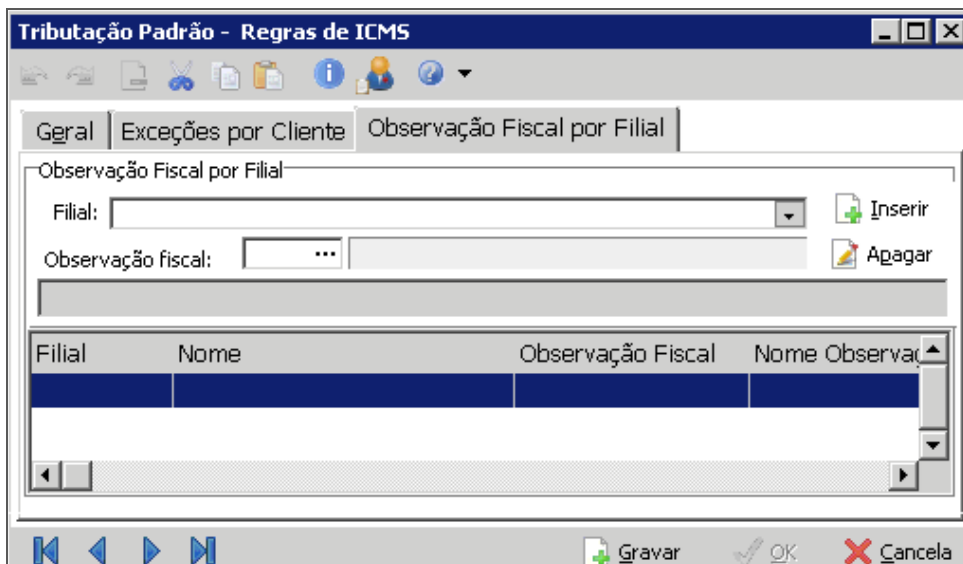 Tributação Padrão - Regras de ICMS
Geral Exceções por Cliente Observação Fiscal por Filial
Observação Fiscal por Filial
Filial: Inserir
Observação fiscal: ... Apagar
Filial Nome Observação Fiscal Nome Observaç
Gravar OK Cancela